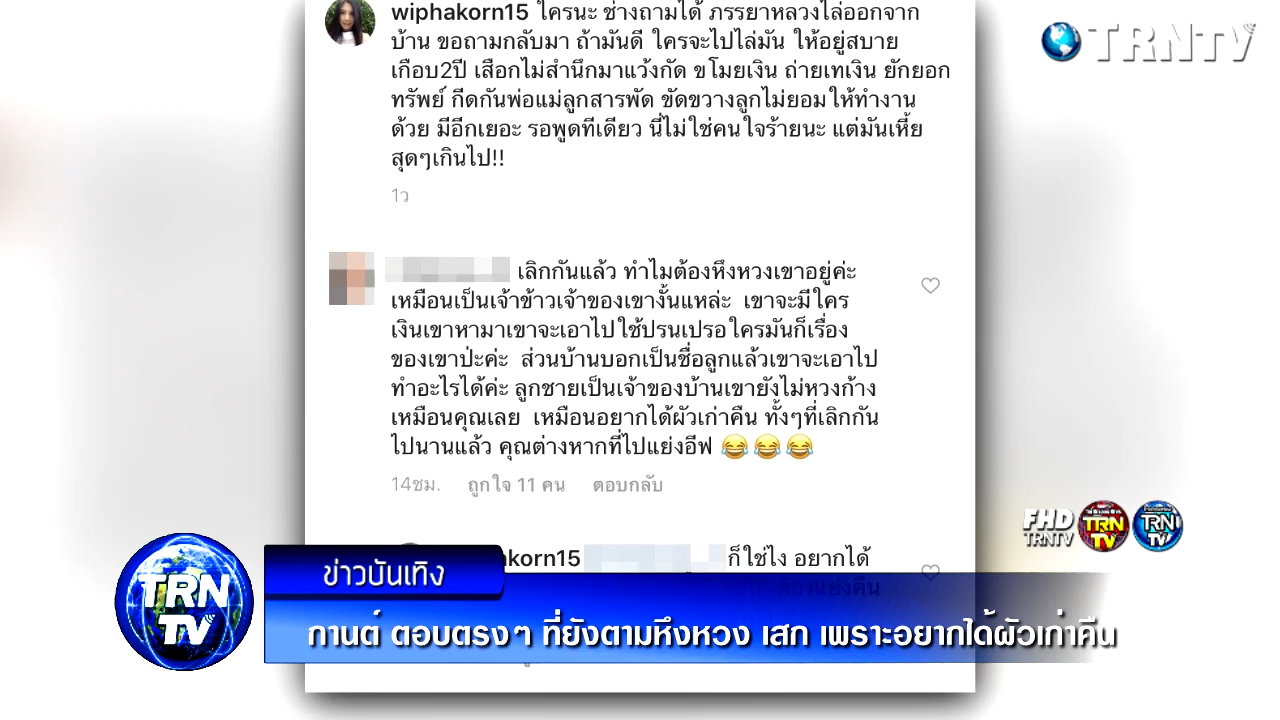 wiphakorn15 ใครนะ ช่างถามได้ ภรรยาหลวงไล่ออกจาก
บ้าน ขอถามกลับมา ถ้ามันดี ใครจะไปไล่มัน ให้อยู่สบาย
เกือบ2ปี เสือกไม่สำนึกมาแว้งกัด ขโมยเงิน ถ่ายเทเงิน ยักยอก
ทรัพย์ กีดกันพ่อแม่ลูกสารพัด ขัดขวางลูกไม่ยอมให้ทำงาน
ด้วย มีอีกเยอะ รอพูดทีเดียว นี่ไม่ใช่คนใจร้ายนะ แต่มันเหี้ย
สุดๆเกินไป!!
1ว
TRNTV
เลิกกันแล้ว ทำไมต้องหึงหวงเขาอยู่ค่ะ
เหมือนเป็นเจ้าข้าวเจ้าของเขางั้นแหล่ะ เขาจะมีใคร
เงินเขาหามาเขาจะเอาไปใช้ปรนเปรอใครมันก็เรื่อง
ของเขาป่ะค่ะ ส่วนบ้านบอกเป็นชื่อลูกแล้วเขาจะเอาไป
ทำอะไรได้ค่ะ ลูกชายเป็นเจ้าของบ้านเขายังไม่หวงก้าง
เหมือนคุณเลย เหมือนอยากได้ผัวเก่าคืน ทั้งๆที่เลิกกัน
ไปนานแล้ว คุณต่างหากที่ไปแย่งอีฟ 😂😂😂
14ชม. ถูกใจ 11 คน ตอบกลับ
FHD
TRNTV
TRN
TV
TRN
TV
akorn15 ก็ใช่ไง อยากได้
ต้องแย่งคืน
TRN
TV
ข่าวบันเทิง
กานต์ ตอบตรงๆ ที่ยังตามหึงหวง เสก เพราะอยากได้ผัวเก่าคืน